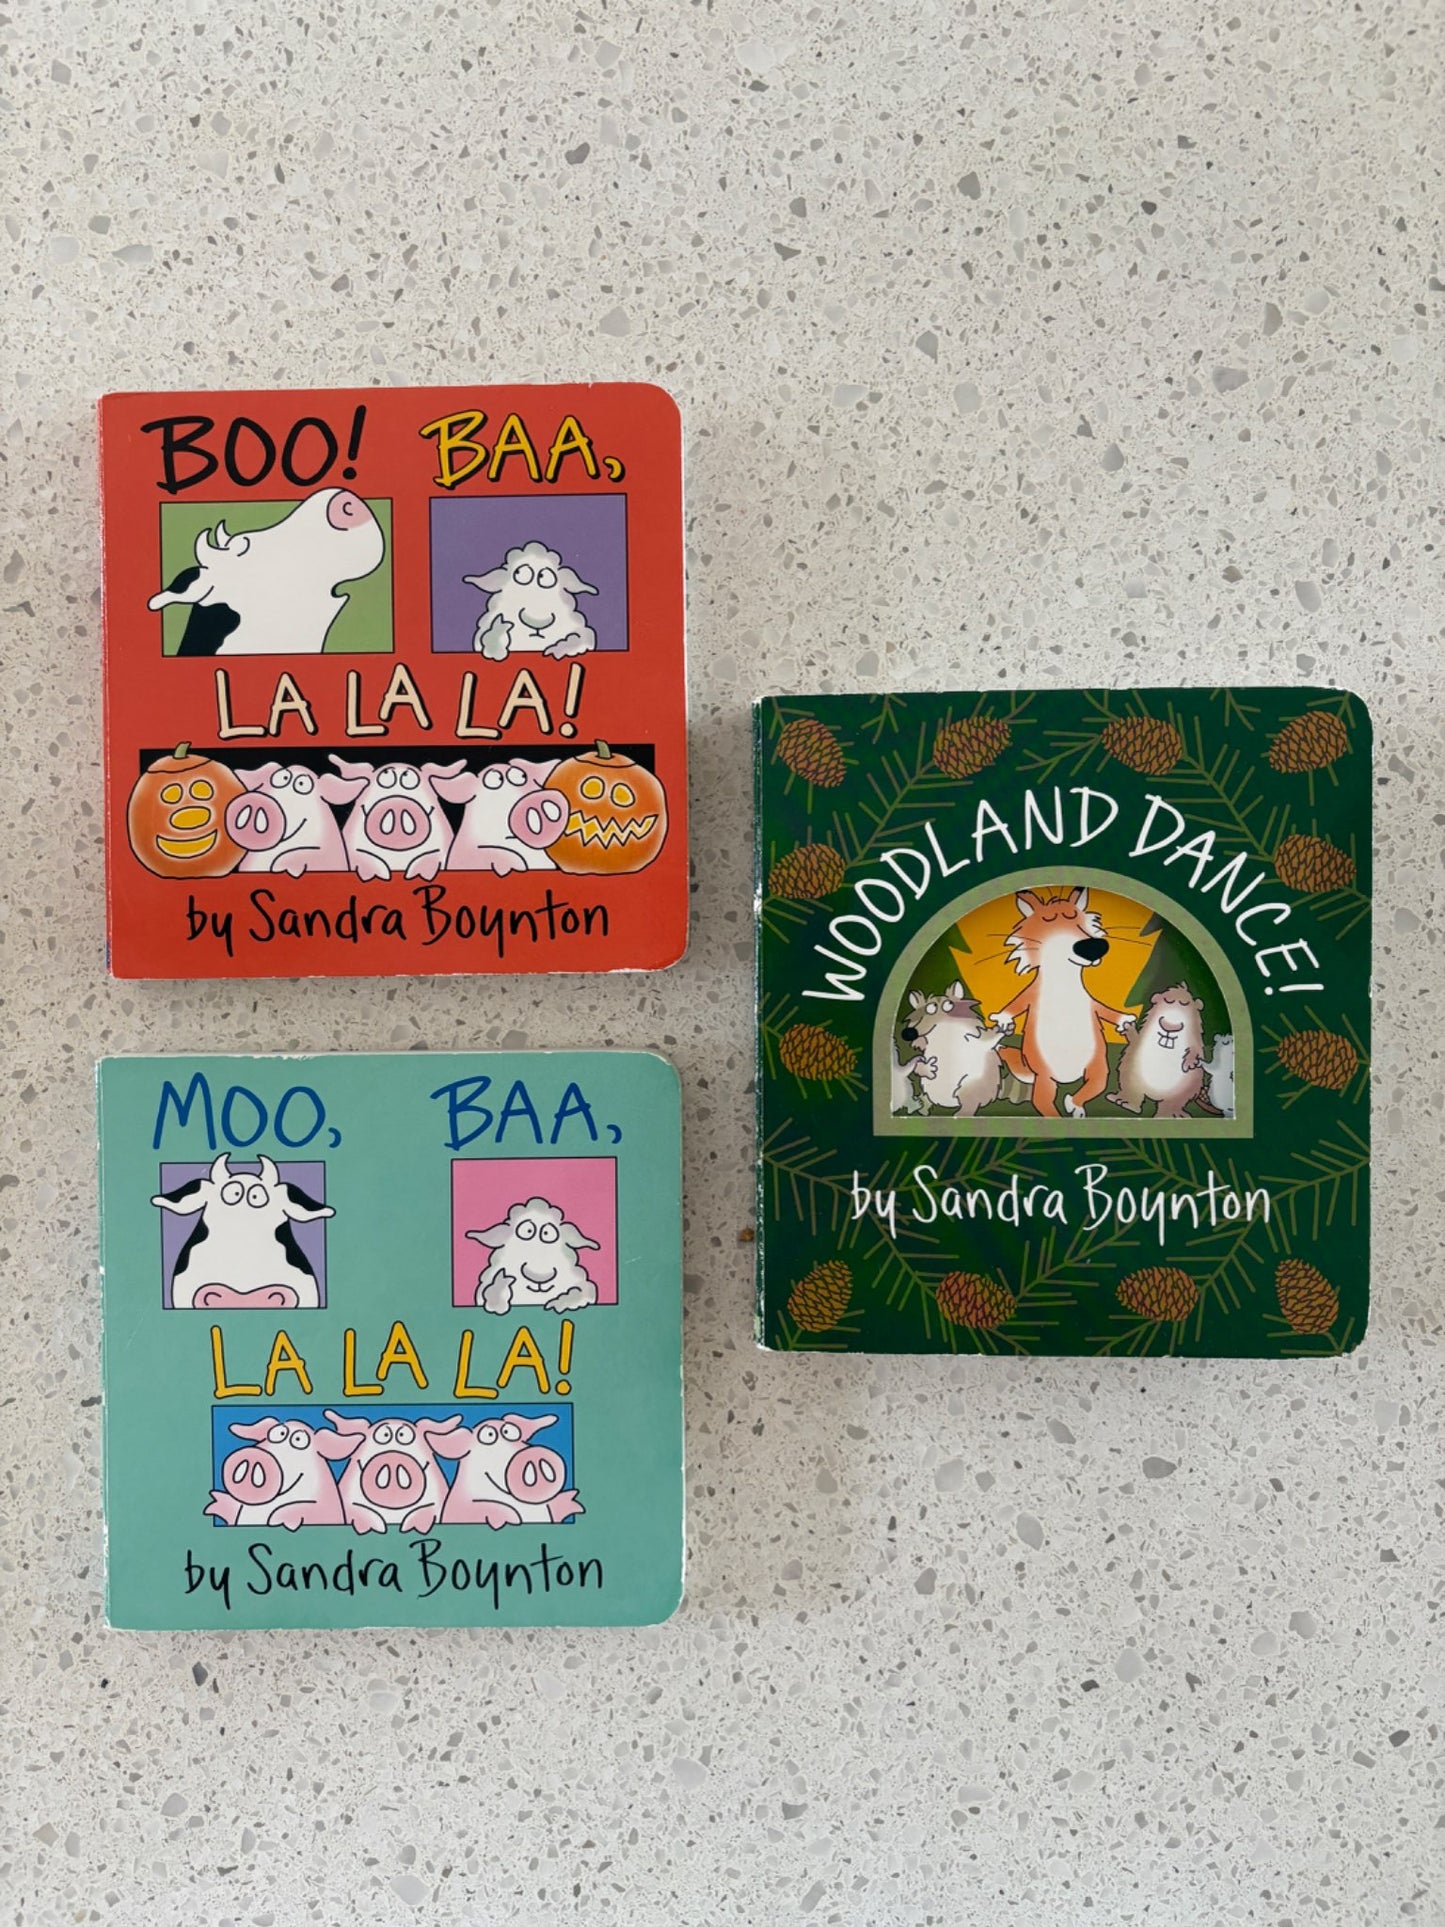 BOO! BAA,
LA LA LA!
by Sandra Boynton
MOO, BAA,
LA LA LA!
by Sandra Boynton
WOODLAND DANCE!
by Sandra Boynton